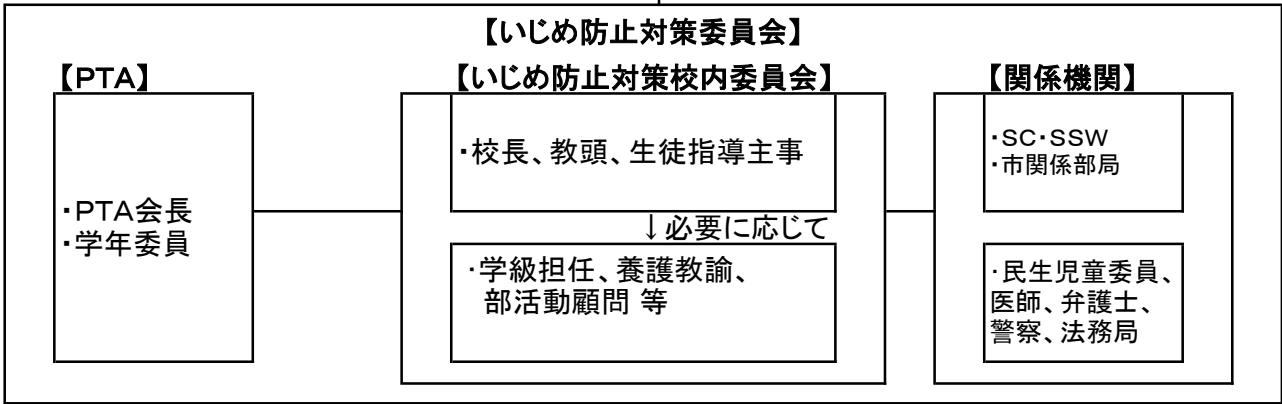 【いじめ防止対策委員会】
【PTA】
・PTA会長
・学年委員
【いじめ防止対策校内委員会】
・校長、教頭、生徒指導主事
↓必要に応じて
・学級担任、養護教諭、
部活動顧問 等
【関係機関】
・SC・SSW
・市関係部局
・民生児童委員、
医師、弁護士、
警察、法務局